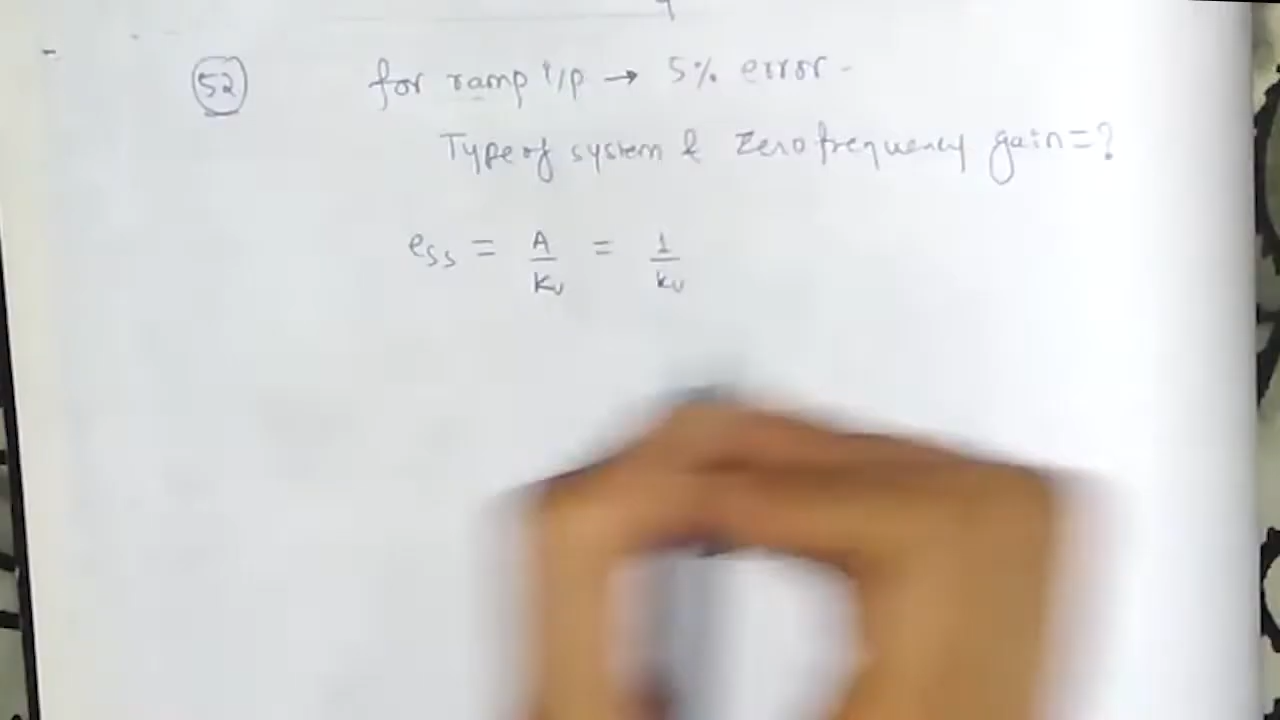 52 for ramp i/p → 5% error -
Type of system & Zero frequency gain = ?
ess = A/Kv = 1/Kv